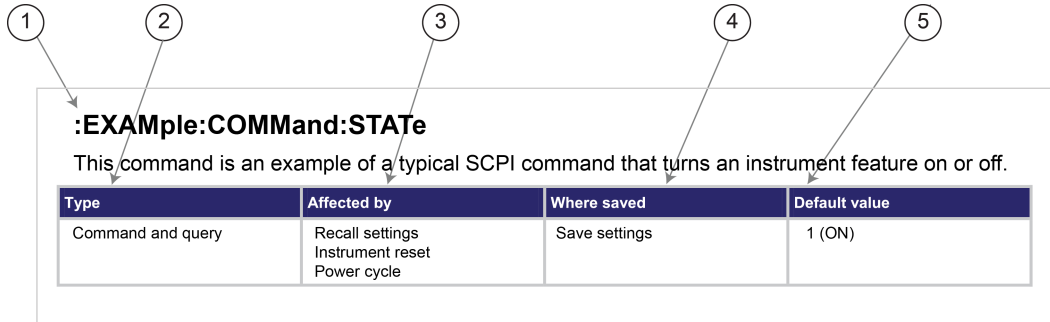 1 2 3 4 5
:EXAMple:COMMand:STATe
This command is an example of a typical SCPI command that turns an instrument feature on or off.
Type Affected by Where saved Default value
Command and query Recall settings Save settings 1 (ON)
Instrument reset
Power cycle